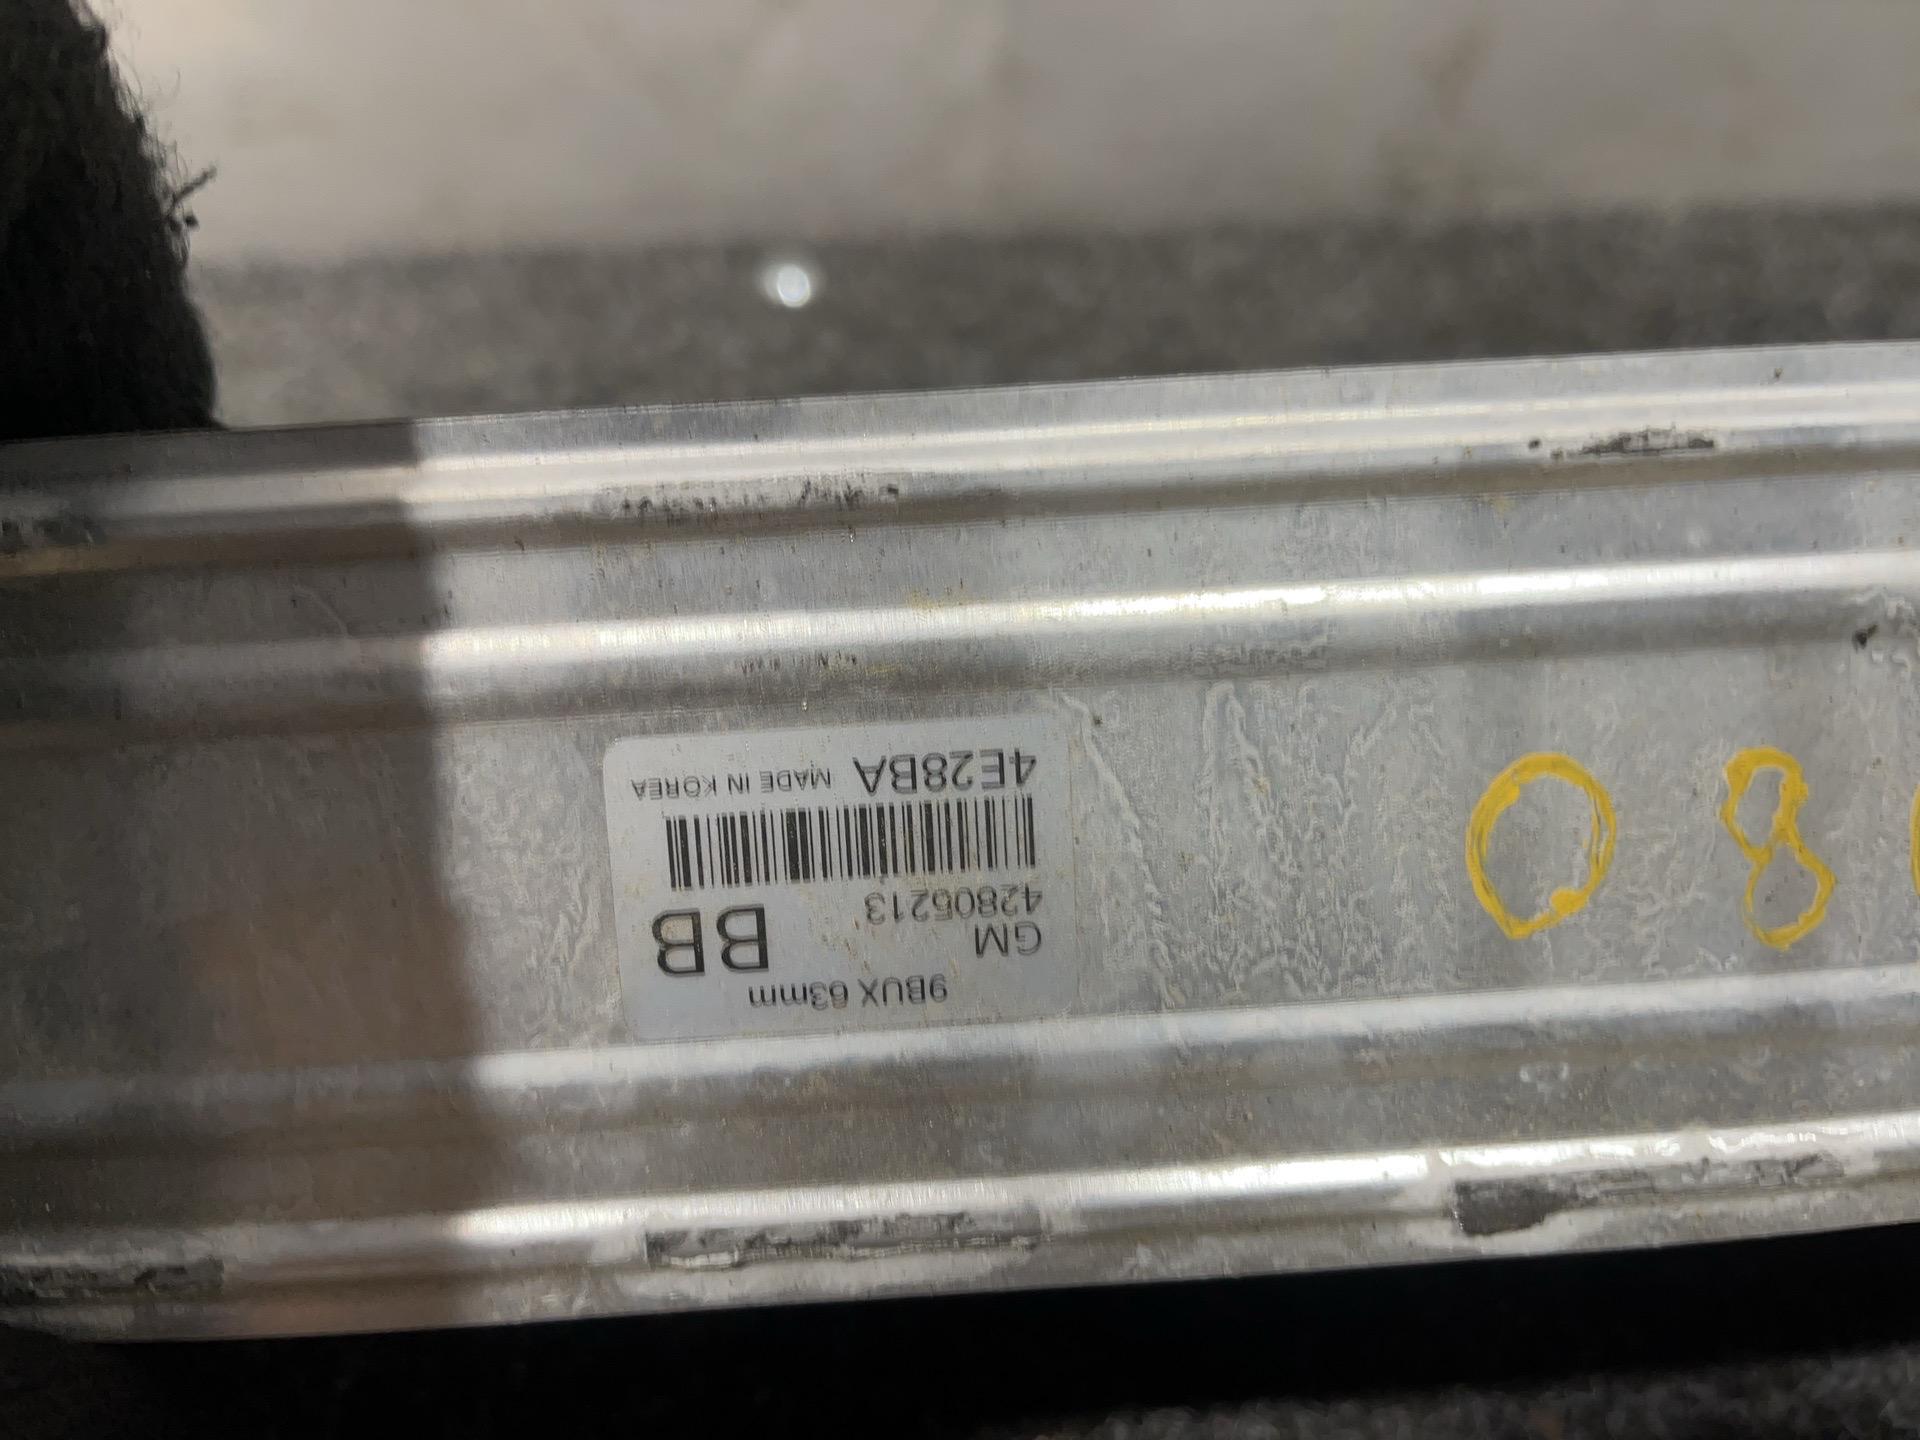 9BUX 63mm
GM
42805213
BB
4E28BA MADE IN KOREA
08